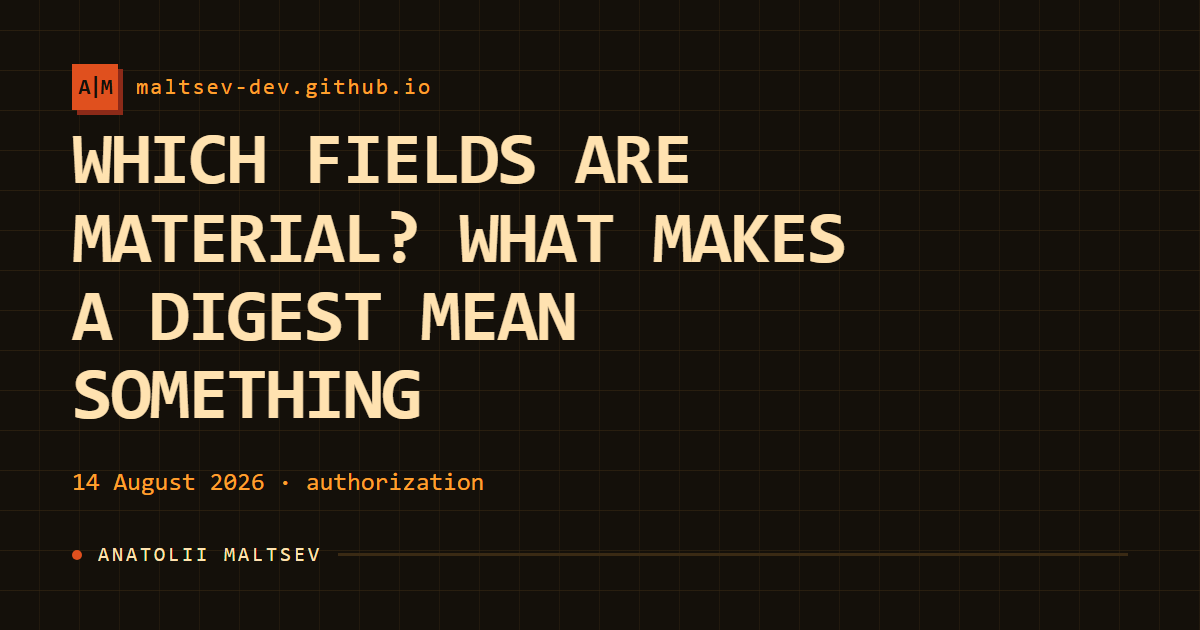 A|M maltsev-dev.github.io
WHICH FIELDS ARE
MATERIAL? WHAT MAKES
A DIGEST MEAN
SOMETHING
14 August 2026 · authorization
ANATOLII MALTSEV